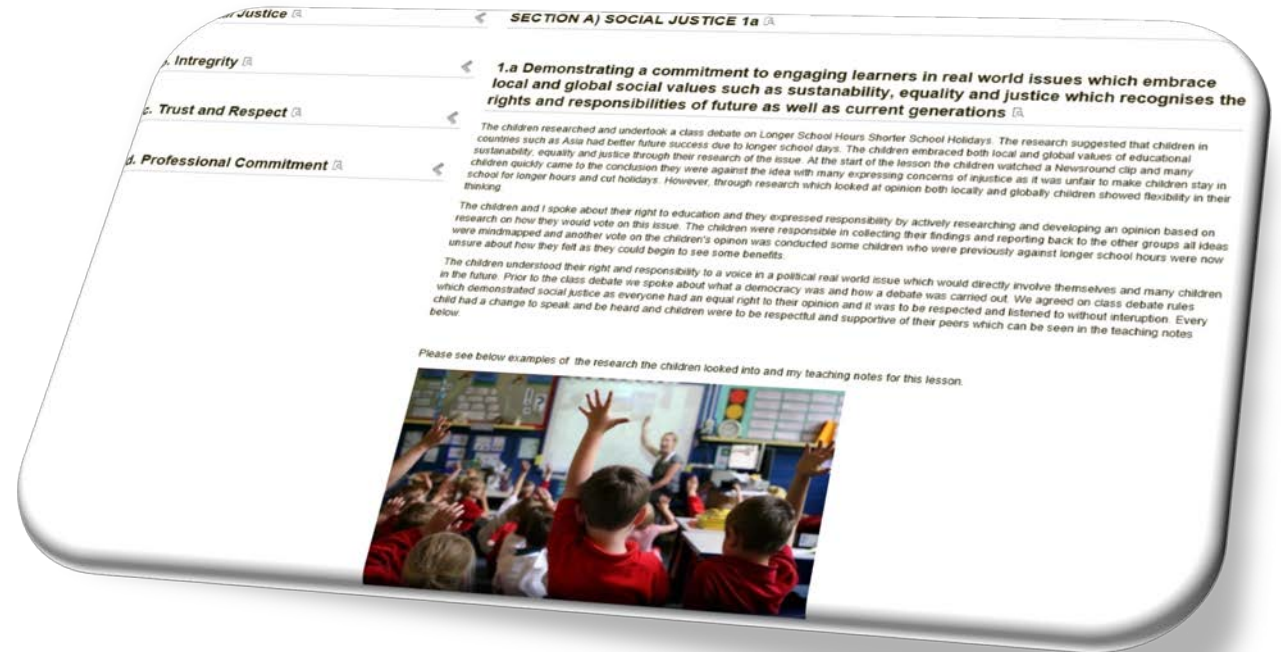 Justice
SECTION A) SOCIAL JUSTICE 1a
. Intregrity
c. Trust and Respect
d. Professional Commitment
1.a Demonstrating a commitment to engaging learners in real world issues which embrace
local and global social values such as sustanability, equality and justice which recognises the
rights and responsibilities of future as well as current generations
The children researched and undertook a class debate on Longer School Hours Shorter School Holidays. The research suggested that children in
countries such as Asia had better future success due to longer school days. The children embraced both local and global values of educational
sustanability, equality and justice through their research of the issue. At the start of the lesson the children watched a Newsround clip and many
children quickly came to the conclusion they were against the idea with many expressing concerns of injustice as it was unfair to make children stay in
school for longer hours and cut holidays. However, through research which looked at opinion both locally and globally children showed flexibility in their
thinking
The children and I spoke about their right to education and they expressed responsibility by actively researching and developing an opinion based on
research on how they would vote on this issue. The children were responsible in collecting their findings and reporting back to the other groups all ideas
were mindmapped and another vote on the children's opinon was conducted some children who were previously against longer school hours were now
unsure about how they felt as they could begin to see some benefits.
The children understood their right and responsibility to a voice in a political real world issue which would directly involve themselves and many children
in the future. Prior to the class debate we spoke about what a democracy was and how a debate was carried out. We agreed on class debate rules
which demonstrated social justice as everyone had an equal right to their opinion and it was to be respected and listened to without interuption. Every
child had a change to speak and be heard and children were to be respectful and supportive of their peers which can be seen in the teaching notes
below.
Please see below examples of the research the children looked into and my teaching notes for this lesson.